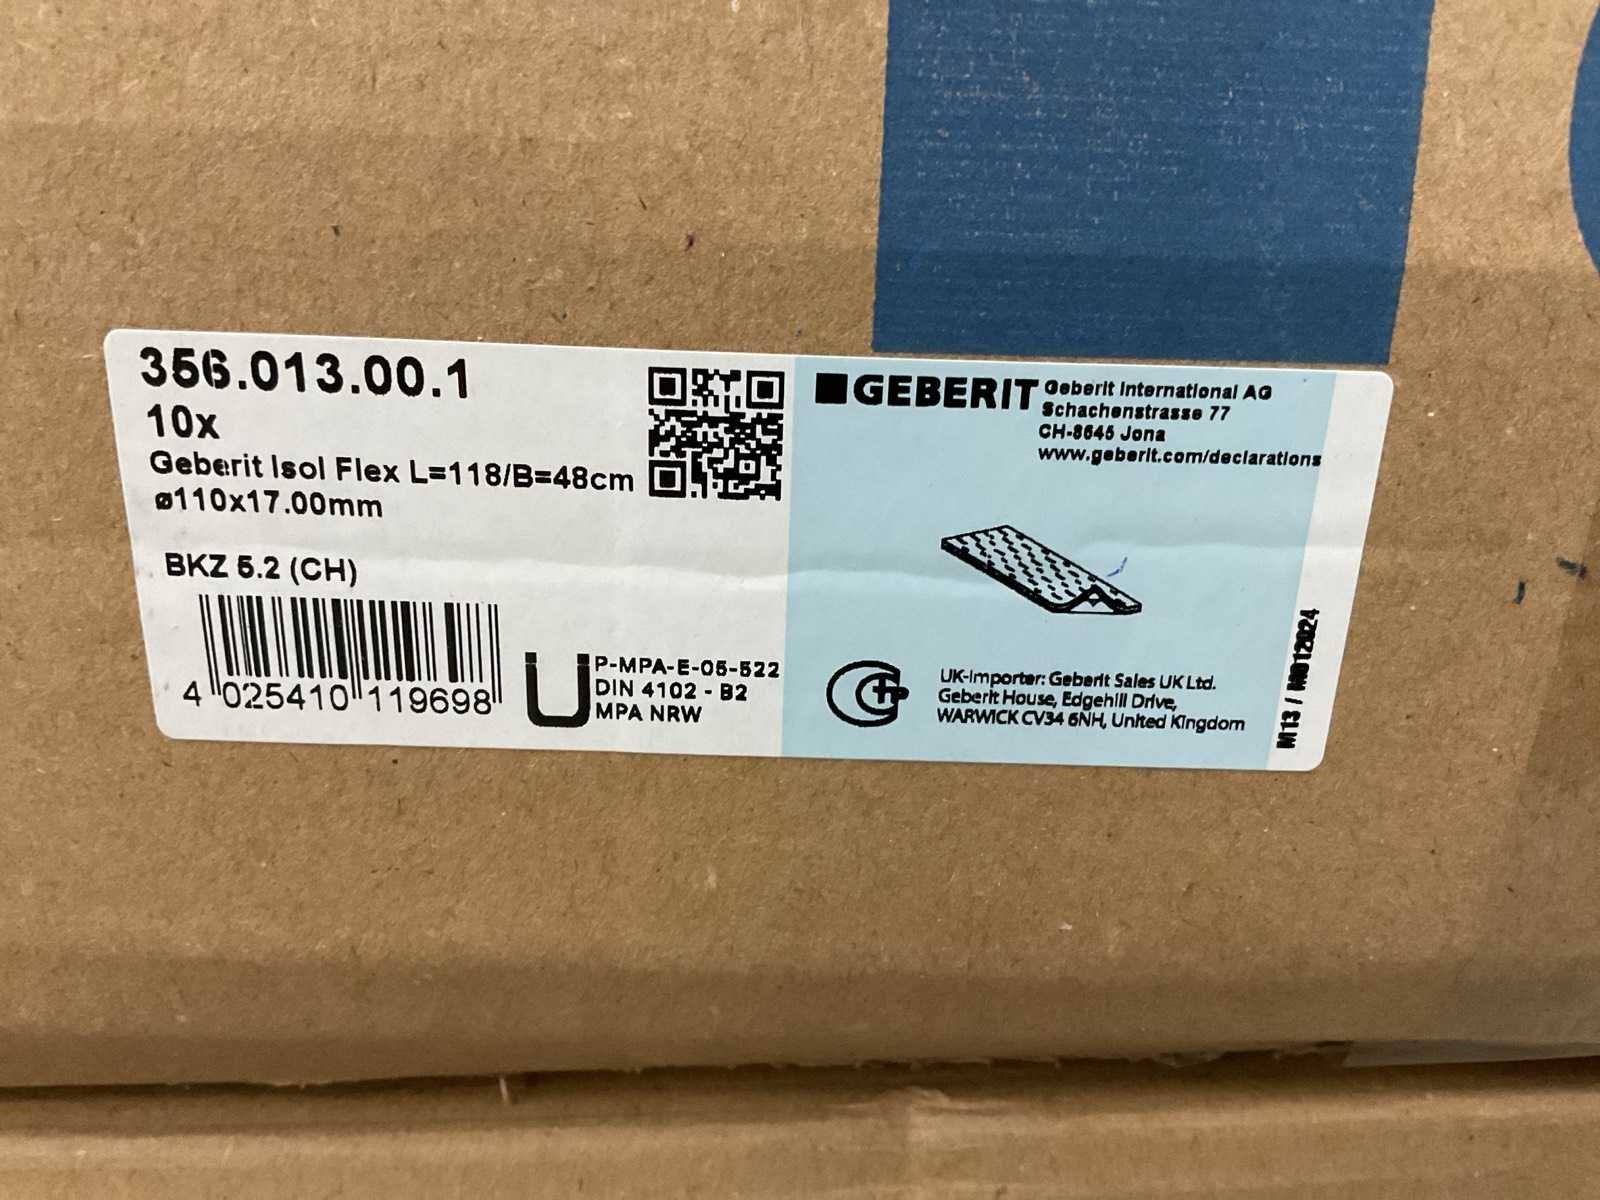 356.013.00.1
10x
Geberit Isol Flex L=118/B=48cm
ø110x17.00mm
BKZ 5.2 (CH)
4 025410 119698
P-MPA-E-05-522
DIN 4102 - B2
MPA NRW
GEBERIT
Geberit International AG
Schachenstrasse 77
CH-8645 Jona
www.geberit.com/declarations
UK-Importer: Geberit Sales UK Ltd.
Geberit House, Edgehill Drive,
WARWICK CV34 6NH, United Kingdom